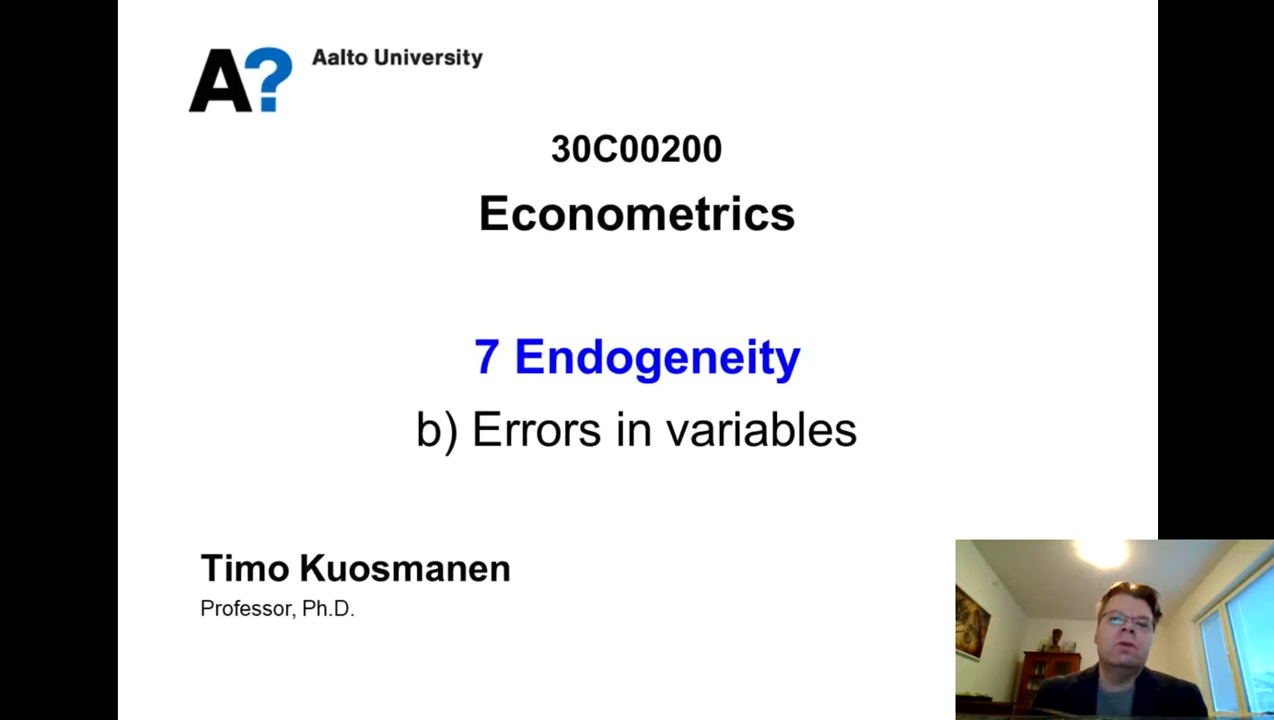 A?
Aalto University
30C00200
Econometrics
7 Endogeneity
b) Errors in variables
Timo Kuosmanen
Professor, Ph.D.